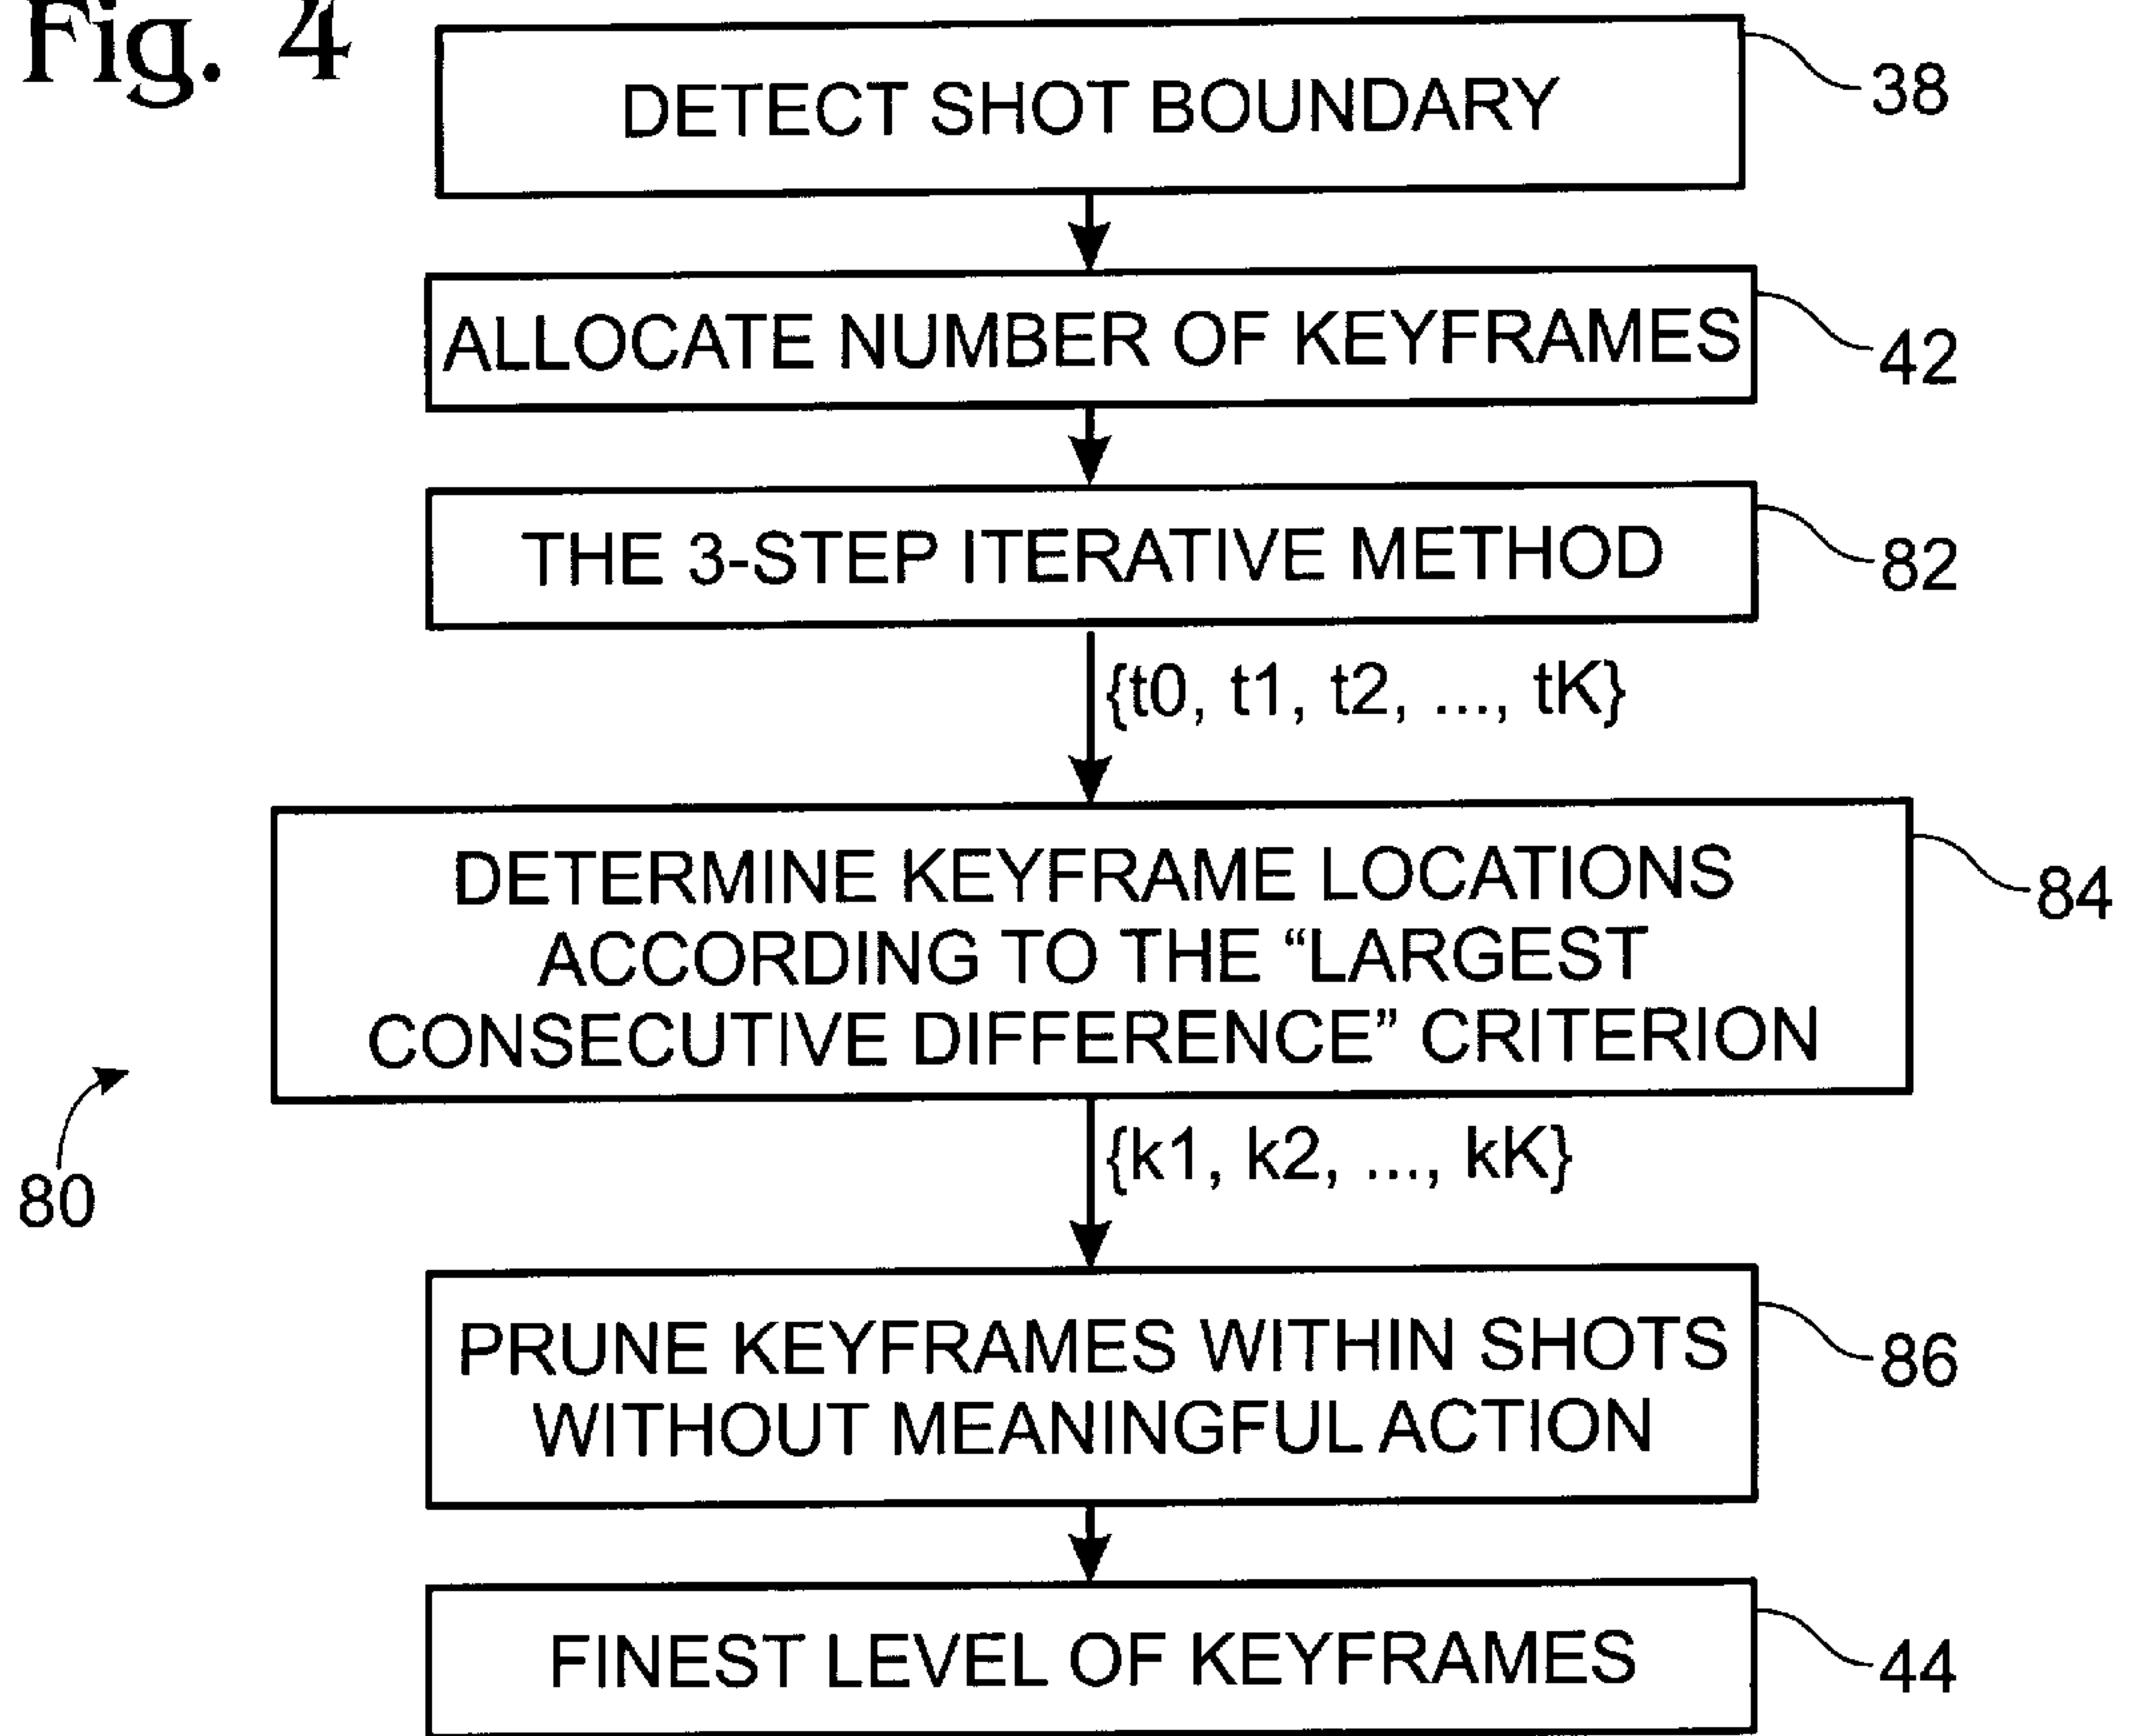 Fig. 4
DETECT SHOT BOUNDARY
38
ALLOCATE NUMBER OF KEYFRAMES
42
THE 3-STEP ITERATIVE METHOD
82
{t0, t1, t2, ..., tK}
DETERMINE KEYFRAME LOCATIONS
ACCORDING TO THE “LARGEST
CONSECUTIVE DIFFERENCE” CRITERION
84
80
{k1, k2, ..., kK}
PRUNE KEYFRAMES WITHIN SHOTS
WITHOUT MEANINGFUL ACTION
86
FINEST LEVEL OF KEYFRAMES
44